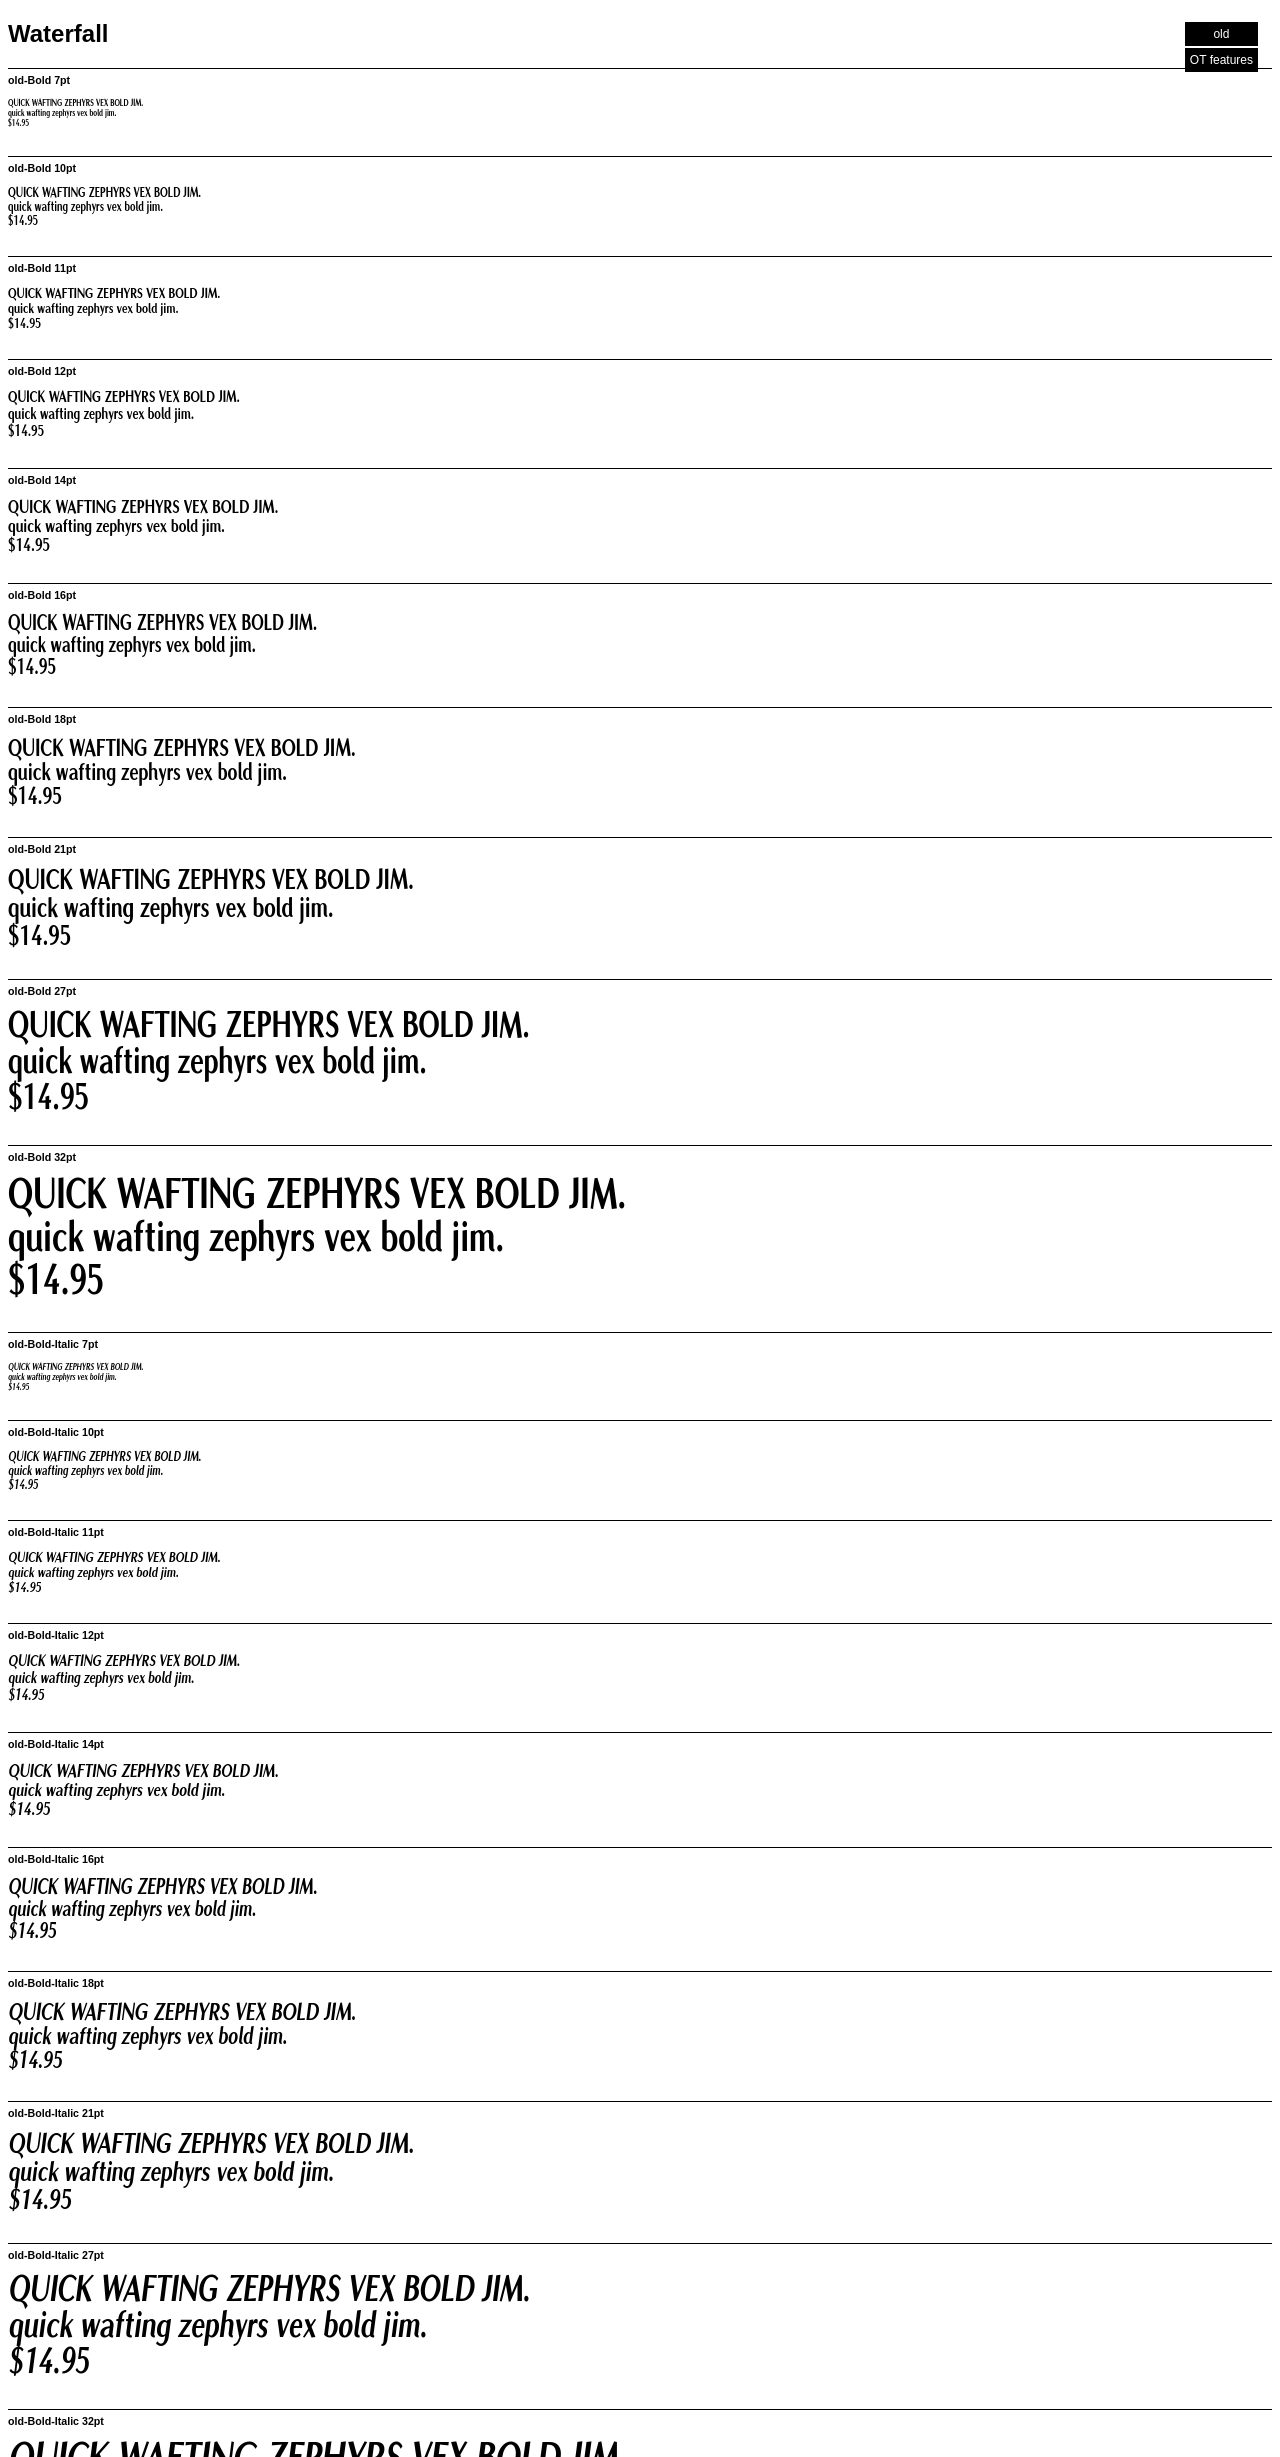 Waterfall
old
OT features
old-Bold 7pt
QUICK WAFTING ZEPHYRS VEX BOLD JIM.
quick wafting zephyrs vex bold jim.
$14.95
old-Bold 10pt
QUICK WAFTING ZEPHYRS VEX BOLD JIM.
quick wafting zephyrs vex bold jim.
$14.95
old-Bold 11pt
QUICK WAFTING ZEPHYRS VEX BOLD JIM.
quick wafting zephyrs vex bold jim.
$14.95
old-Bold 12pt
QUICK WAFTING ZEPHYRS VEX BOLD JIM.
quick wafting zephyrs vex bold jim.
$14.95
old-Bold 14pt
QUICK WAFTING ZEPHYRS VEX BOLD JIM.
quick wafting zephyrs vex bold jim.
$14.95
old-Bold 16pt
QUICK WAFTING ZEPHYRS VEX BOLD JIM.
quick wafting zephyrs vex bold jim.
$14.95
old-Bold 18pt
QUICK WAFTING ZEPHYRS VEX BOLD JIM.
quick wafting zephyrs vex bold jim.
$14.95
old-Bold 21pt
QUICK WAFTING ZEPHYRS VEX BOLD JIM.
quick wafting zephyrs vex bold jim.
$14.95
old-Bold 27pt
QUICK WAFTING ZEPHYRS VEX BOLD JIM.
quick wafting zephyrs vex bold jim.
$14.95
old-Bold 32pt
QUICK WAFTING ZEPHYRS VEX BOLD JIM.
quick wafting zephyrs vex bold jim.
$14.95
old-Bold-Italic 7pt
QUICK WAFTING ZEPHYRS VEX BOLD JIM.
quick wafting zephyrs vex bold jim.
$14.95
old-Bold-Italic 10pt
QUICK WAFTING ZEPHYRS VEX BOLD JIM.
quick wafting zephyrs vex bold jim.
$14.95
old-Bold-Italic 11pt
QUICK WAFTING ZEPHYRS VEX BOLD JIM.
quick wafting zephyrs vex bold jim.
$14.95
old-Bold-Italic 12pt
QUICK WAFTING ZEPHYRS VEX BOLD JIM.
quick wafting zephyrs vex bold jim.
$14.95
old-Bold-Italic 14pt
QUICK WAFTING ZEPHYRS VEX BOLD JIM.
quick wafting zephyrs vex bold jim.
$14.95
old-Bold-Italic 16pt
QUICK WAFTING ZEPHYRS VEX BOLD JIM.
quick wafting zephyrs vex bold jim.
$14.95
old-Bold-Italic 18pt
QUICK WAFTING ZEPHYRS VEX BOLD JIM.
quick wafting zephyrs vex bold jim.
$14.95
old-Bold-Italic 21pt
QUICK WAFTING ZEPHYRS VEX BOLD JIM.
quick wafting zephyrs vex bold jim.
$14.95
old-Bold-Italic 27pt
QUICK WAFTING ZEPHYRS VEX BOLD JIM.
quick wafting zephyrs vex bold jim.
$14.95
old-Bold-Italic 32pt
QUICK WAFTING ZEPHYRS VEX BOLD JIM